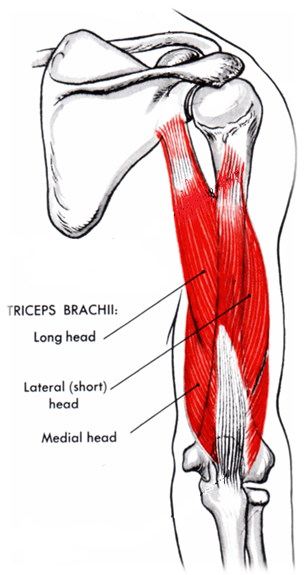 TRICEPS BRACHII:
Long head
Lateral (short)
head
Medial head